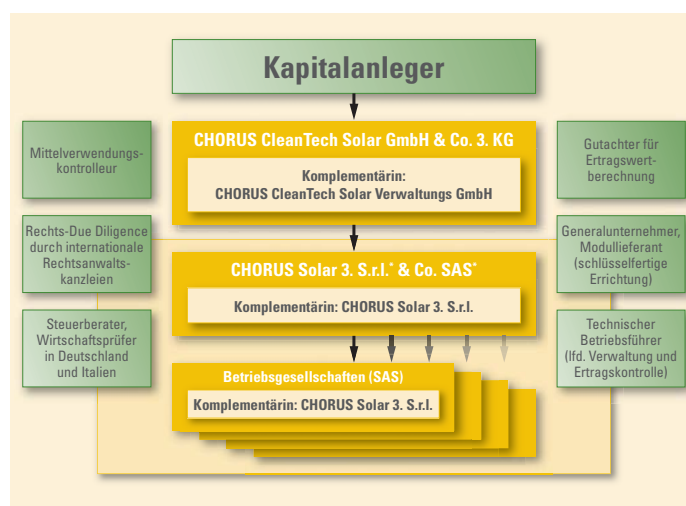 Kapitalanleger
CHORUS CleanTech Solar GmbH & Co. 3. KG
Komplementärin:
CHORUS CleanTech Solar Verwaltungs GmbH
Mittelverwendungs-
kontrolleur
Gutachter für
Ertragswert-
berechnung
Rechts-Due Diligence
durch internationale
Rechtsanwalts-
kanzleien
CHORUS Solar 3. S.r.l.* & Co. SAS*
Komplementärin: CHORUS Solar 3. S.r.l.
Generalunternehmer,
Modullieferant
(schlüsselfertige
Errichtung)
Steuerberater,
Wirtschaftsprüfer
in Deutschland
und Italien
Betriebsgesellschaften (SAS)
Komplementärin: CHORUS Solar 3. S.r.l.
Technischer
Betriebsführer
(lfd. Verwaltung und
Ertragskontrolle)